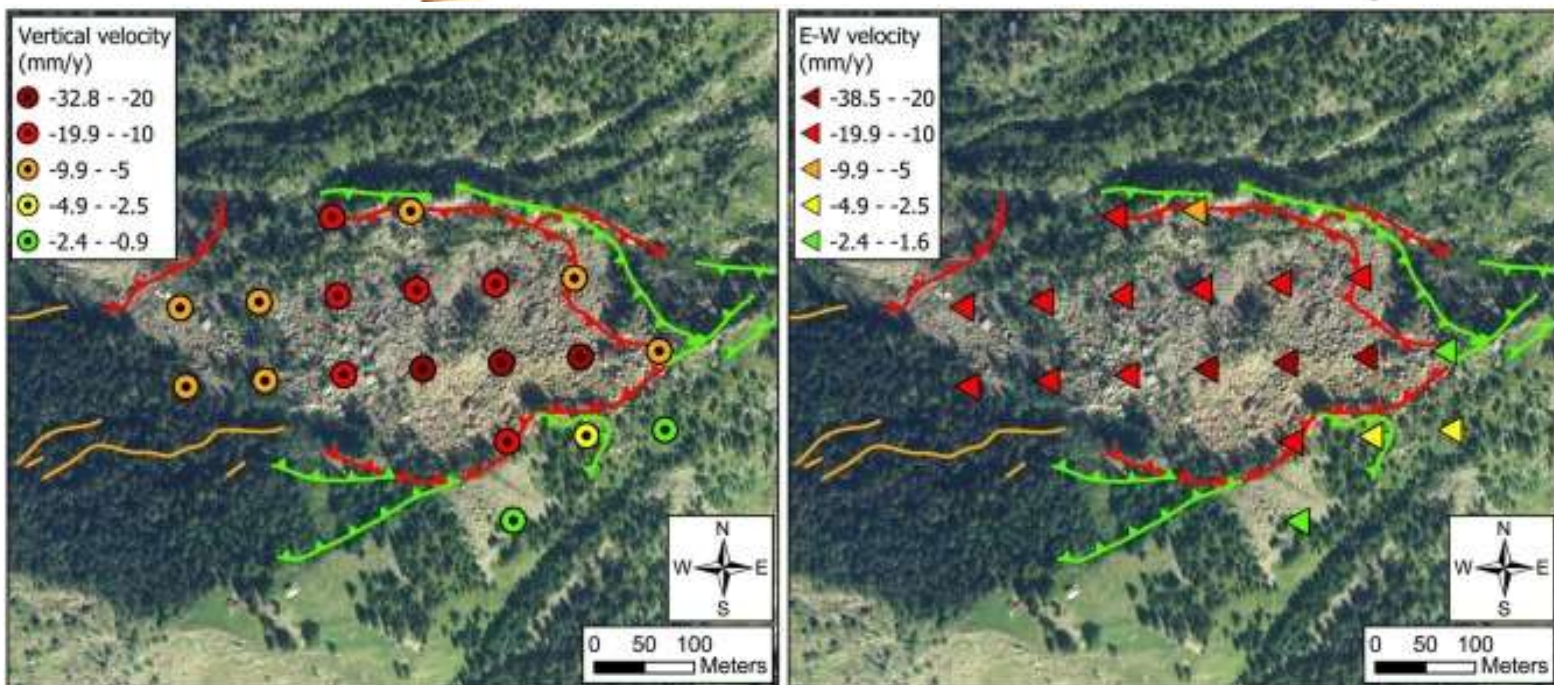 Vertical velocity
(mm/y)
-32.8 - -20
-19.9 - -10
-9.9 - -5
-4.9 - -2.5
-2.4 - -0.9
N
W E
S
0 50 100
Meters
E-W velocity
(mm/y)
-38.5 - -20
-19.9 - -10
-9.9 - -5
-4.9 - -2.5
-2.4 - -1.6
N
W E
S
0 50 100
Meters